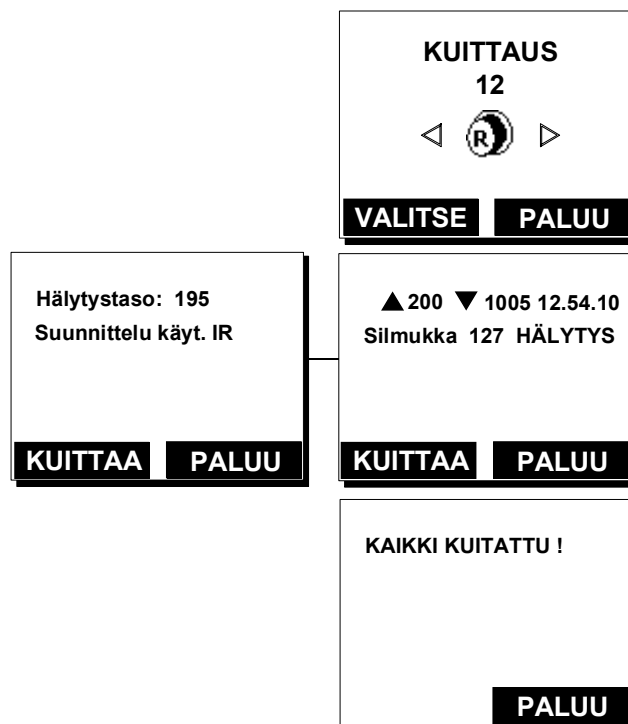 KUITTAUS
12
◁ R ▷
VALITSE PALUU
Hälytystaso: 195
Suunnittelu käyt. IR
KUITTAA PALUU
▲200 ▼ 1005 12.54.10
Silmukka 127 HÄLYTYS
KUITTAA PALUU
KAIKKI KUITATTU !
PALUU